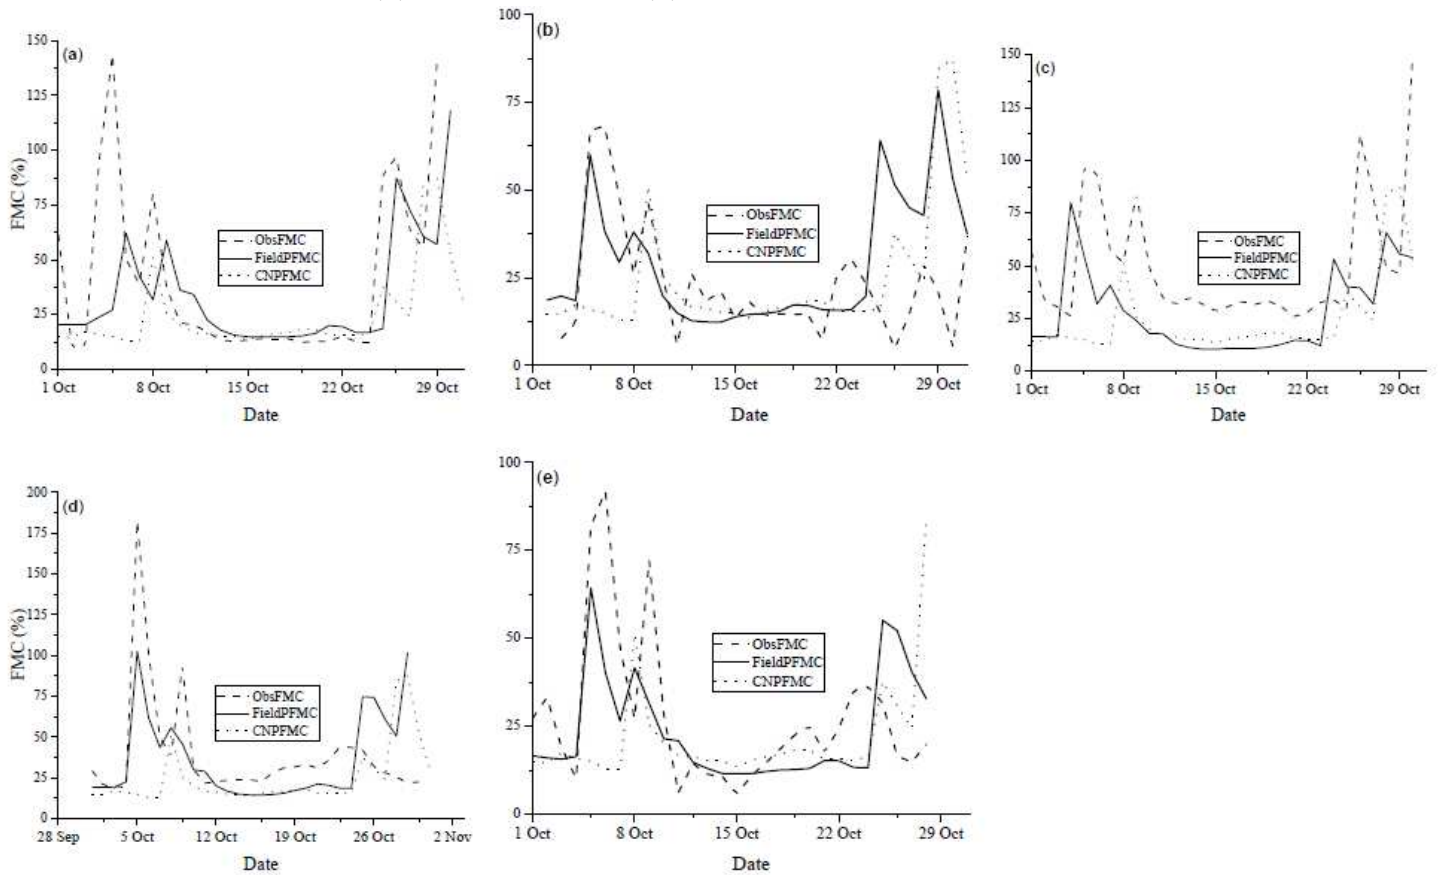 (a)
150
125
100
75
50
25
0
FMC (%)
ObsFMC
FieldPFMC
CNPFMC
1 Oct
8 Oct
15 Oct
22 Oct
29 Oct
Date
(b)
100
75
50
25
0
ObsFMC
FieldPFMC
CNPFMC
1 Oct
8 Oct
15 Oct
22 Oct
29 Oct
Date
(c)
150
125
100
75
50
25
0
ObsFMC
FieldPFMC
CNPFMC
1 Oct
8 Oct
15 Oct
22 Oct
29 Oct
Date
(d)
200
175
150
125
100
75
50
25
0
FMC (%)
ObsFMC
FieldPFMC
CNPFMC
28 Sep
5 Oct
12 Oct
19 Oct
26 Oct
2 Nov
Date
(e)
100
75
50
25
0
ObsFMC
FieldPFMC
CNPFMC
1 Oct
8 Oct
15 Oct
22 Oct
29 Oct
Date